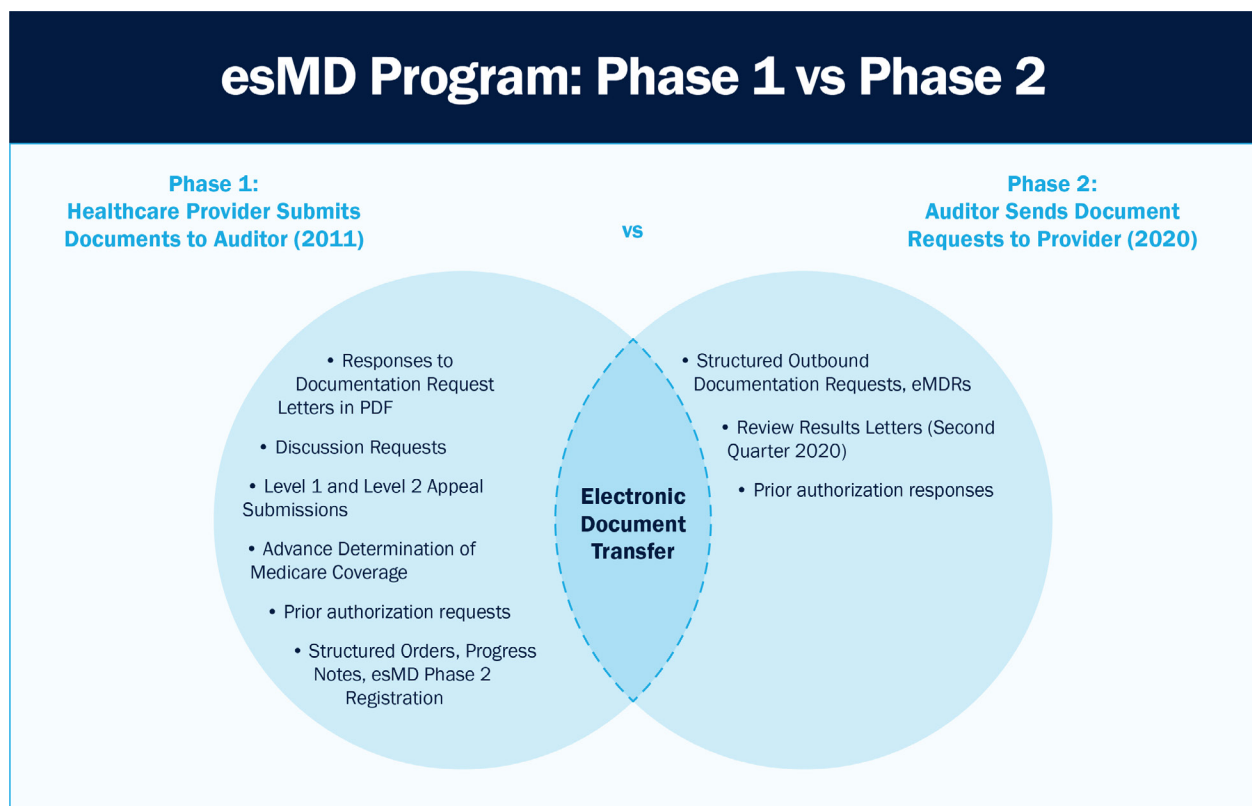 esMD Program: Phase 1 vs Phase 2
Phase 1:
Healthcare Provider Submits
Documents to Auditor (2011)
vs
Phase 2:
Auditor Sends Document
Requests to Provider (2020)
• Responses to
Documentation Request
Letters in PDF
• Discussion Requests
• Level 1 and Level 2 Appeal
Submissions
• Advance Determination of
Medicare Coverage
• Prior authorization requests
• Structured Orders, Progress
Notes, esMD Phase 2
Registration
Electronic
Document
Transfer
• Structured Outbound
Documentation Requests, eMDRs
• Review Results Letters (Second
Quarter 2020)
• Prior authorization responses